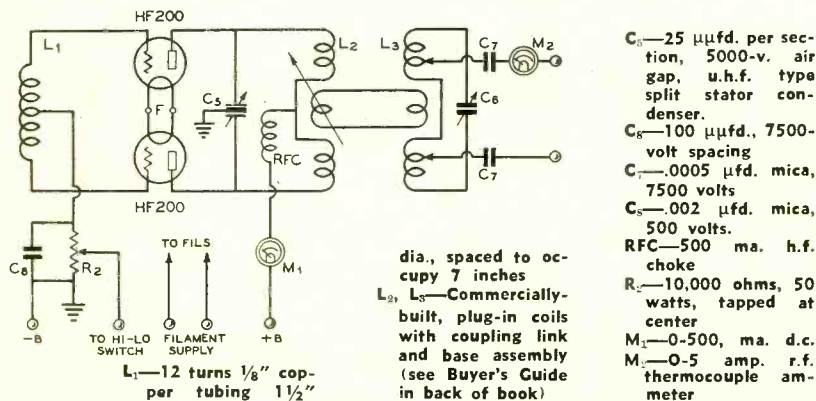 HF200
L₁
L₂
L₃
C₇
M₂
C₅
F
C₆
RFC
C₇
HF200
C₈
R₂
TO FILS.
M₁
-B
TO HI-LO
SWITCH
FILAMENT
SUPPLY
+B
L₁—12 turns 1/8" cop-
per tubing 1 1/2"
dia., spaced to oc-
cupy 7 inches
L₂, L₃—Commercially-
built, plug-in coils
with coupling link
and base assembly
(see Buyer's Guide
in back of book)
C₅—25 μμfd. per sec-
tion, 5000-v. air
gap, u.h.f. type
split stator con-
denser.
C₈—100 μμfd., 7500-
volt spacing
C₇—.0005 μfd. mica,
7500 volts
C₈—.002 μfd. mica,
500 volts.
RFC—500 ma. h.f.
choke
R₂—10,000 ohms, 50
watts, tapped at
center
M₁—0-500, ma. d.c.
M₂—0-5 amp. r.f.
thermocouple am-
meter